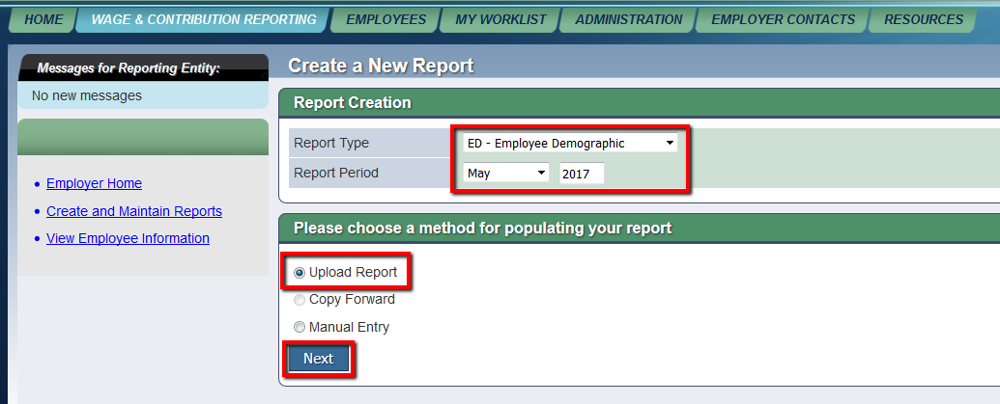 HOME WAGE & CONTRIBUTION REPORTING EMPLOYEES MY WORKLIST ADMINISTRATION EMPLOYER CONTACTS RESOURCES
Messages for Reporting Entity:
No new messages
Employer Home
Create and Maintain Reports
View Employee Information
Create a New Report
Report Creation
Report Type ED - Employee Demographic
Report Period May 2017
Please choose a method for populating your report
Upload Report
Copy Forward
Manual Entry
Next